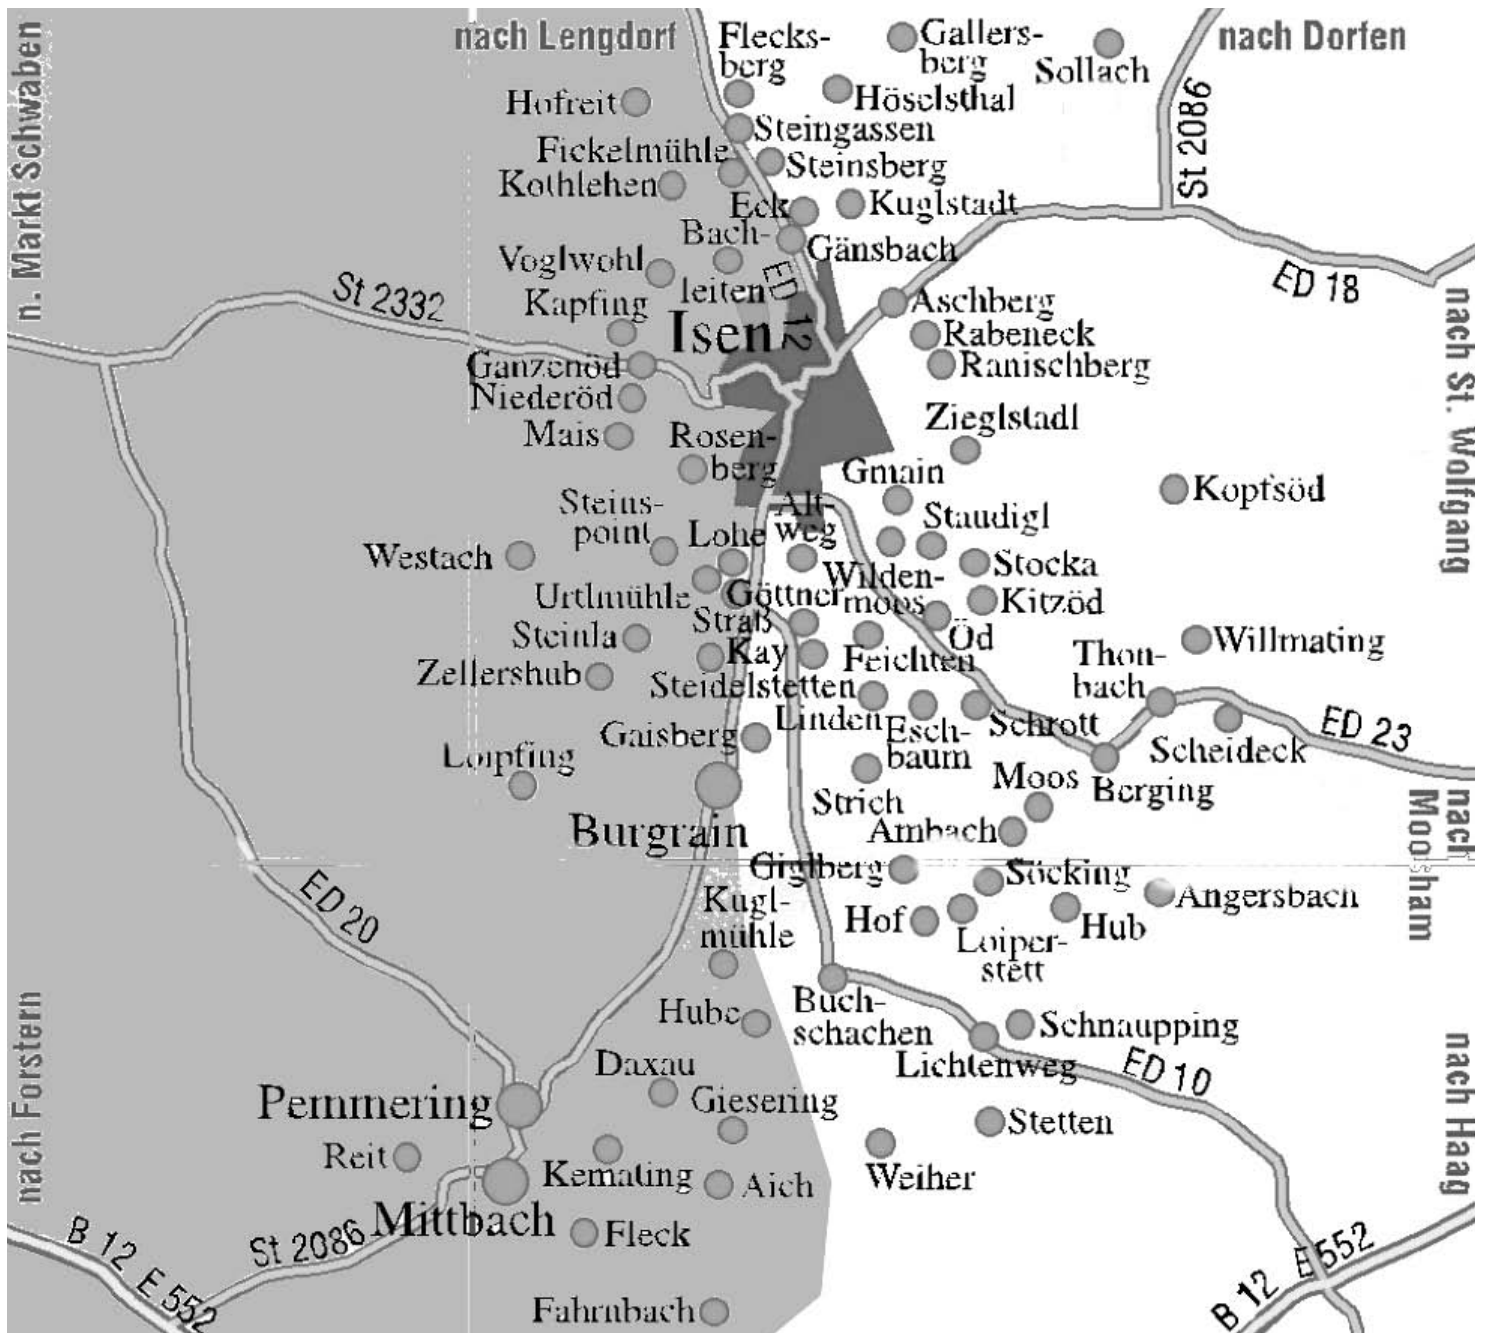 nach Lengdorf
Flecks-
berg
Gallers-
berg
Sollach
nach Dorfen
n. Markt Schwaben
Hofreit
Höselsthal
St 2086
Steingassen
Fickelmühle
Steinsberg
Kothlehen
Eck
Kuglstadt
Bach-
leiten
Gänsbach
Voglwohl
ED 12
ED 18
St 2332
Kapfing
Isen
Aschberg
Rabeneck
Ganzenöd
Ranischberg
Niederöd
nach St. Wolfgang
Mais
Rosen-
berg
Zieglstadl
Gmain
Kopfsöd
Steins-
point
Lohe
Alt-
weg
Staudigl
Westach
Stocka
Wilden-
moos
Urtlmühle
Göttner
Kitzöd
Straß
Steinla
Öd
Willmating
Kay
Feichten
Thon-
bach
Zellershub
Steidelstetten
Linden
Esch-
baum
Schrott
ED 23
Gaisberg
Scheideck
Loipfing
Moos
Berging
Strich
nach
Moosham
Burgrain
Ambach
Giglberg
Söcking
ED 20
Kugl-
mühle
Angersbach
Hof
Hub
Loiper-
stett
Hube
Buch-
schachen
Schnaupping
nach Forstern
Daxau
Lichtenweg
ED 10
nach Haag
Pemmering
Giesering
Stetten
Reit
Kemating
Aich
Weiher
Mittbach
Fleck
B 12
E 552
St 2086
E 552
B 12
Fahrnbach